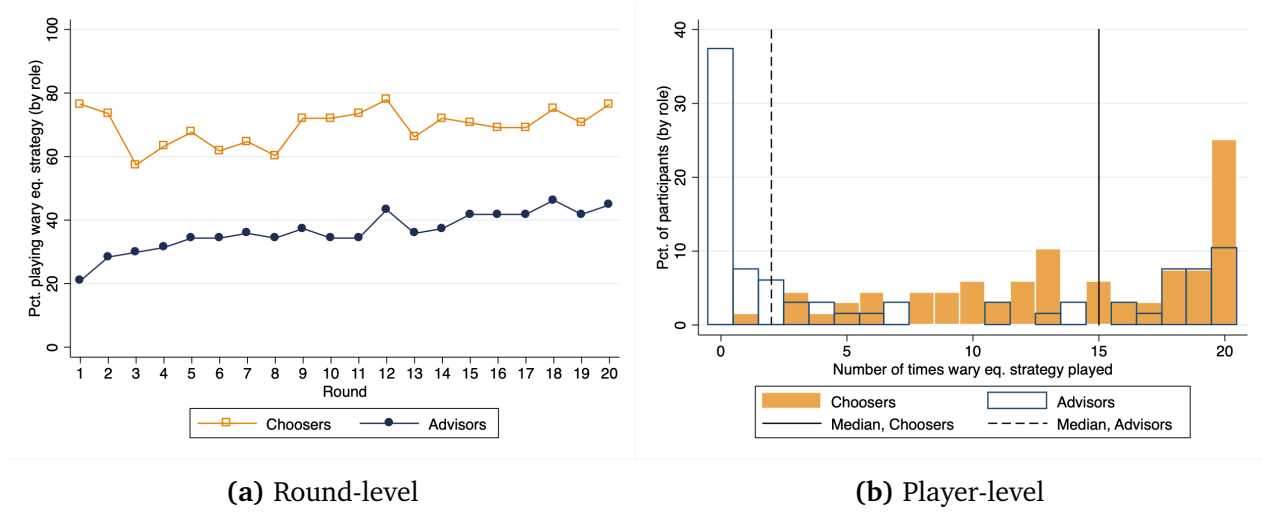 Pct. playing wary eq. strategy (by role)
100
80
60
40
20
0
1 2 3 4 5 6 7 8 9 10 11 12 13 14 15 16 17 18 19 20
Round
Choosers Advisors
(a) Round-level
Pct. of participants (by role)
40
30
20
10
0
0 5 10 15 20
Number of times wary eq. strategy played
Choosers Advisors
Median, Choosers Median, Advisors
(b) Player-level